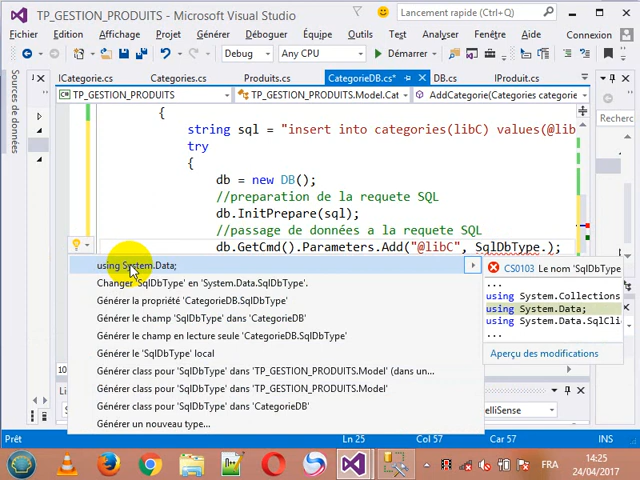 TP_GESTION_PRODUITS - Microsoft Visual Studio
Lancement rapide (Ctrl+Q)
Fichier Edition Affichage Projet Générer Déboguer Équipe Outils Test Analyser Fenêtre ? Connexion
Debug Any CPU Démarrer
ICategorie.cs Categories.cs Produits.cs CategorieDB.cs* DB.cs IProduit.cs
TP_GESTION_PRODUITS TP_GESTION_PRODUITS.Model.Cat AddCategorie(Categories categorie
Sources de données
Recherc
{
string sql = "insert into categories(libC) values(@lib
try
{
db = new DB();
//preparation de la requete SQL
db.InitPrepare(sql);
//passage de données a la requete SQL
db.GetCmd().Parameters.Add("@libC", SqlDbType.);
using System.Data;
Changer 'SqlDbType' en 'System.Data.SqlDbType'.
Générer la propriété 'CategorieDB.SqlDbType'
Générer le champ 'SqlDbType' dans 'CategorieDB'
Générer le champ en lecture seule 'CategorieDB.SqlDbType'
Générer le 'SqlDbType' local
Générer class pour 'SqlDbType' dans 'TP_GESTION_PRODUITS.Model' (dans un...
Générer class pour 'SqlDbType' dans 'TP_GESTION_PRODUITS.Model'
Générer class pour 'SqlDbType' dans 'CategorieDB'
Générer un nouveau type...
CS0103 Le nom 'SqlDbType
...
using System.Collections
using System.Data;
using System.Data.SqlCli
...
Aperçu des modifications
10
elliSense
Prêt Ln 25 Col 57 Car 57 INS
FRA
14:25
24/04/2017